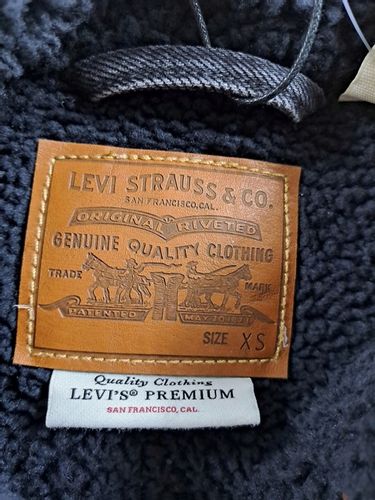 LEVI STRAUSS & CO.
SAN FRANCISCO, CAL.
ORIGINAL RIVETED
GENUINE QUALITY CLOTHING
TRADE MARK
PATENTED MAY 20 1873
SIZE XS
Quality Clothing
LEVI'S® PREMIUM
SAN FRANCISCO, CAL.